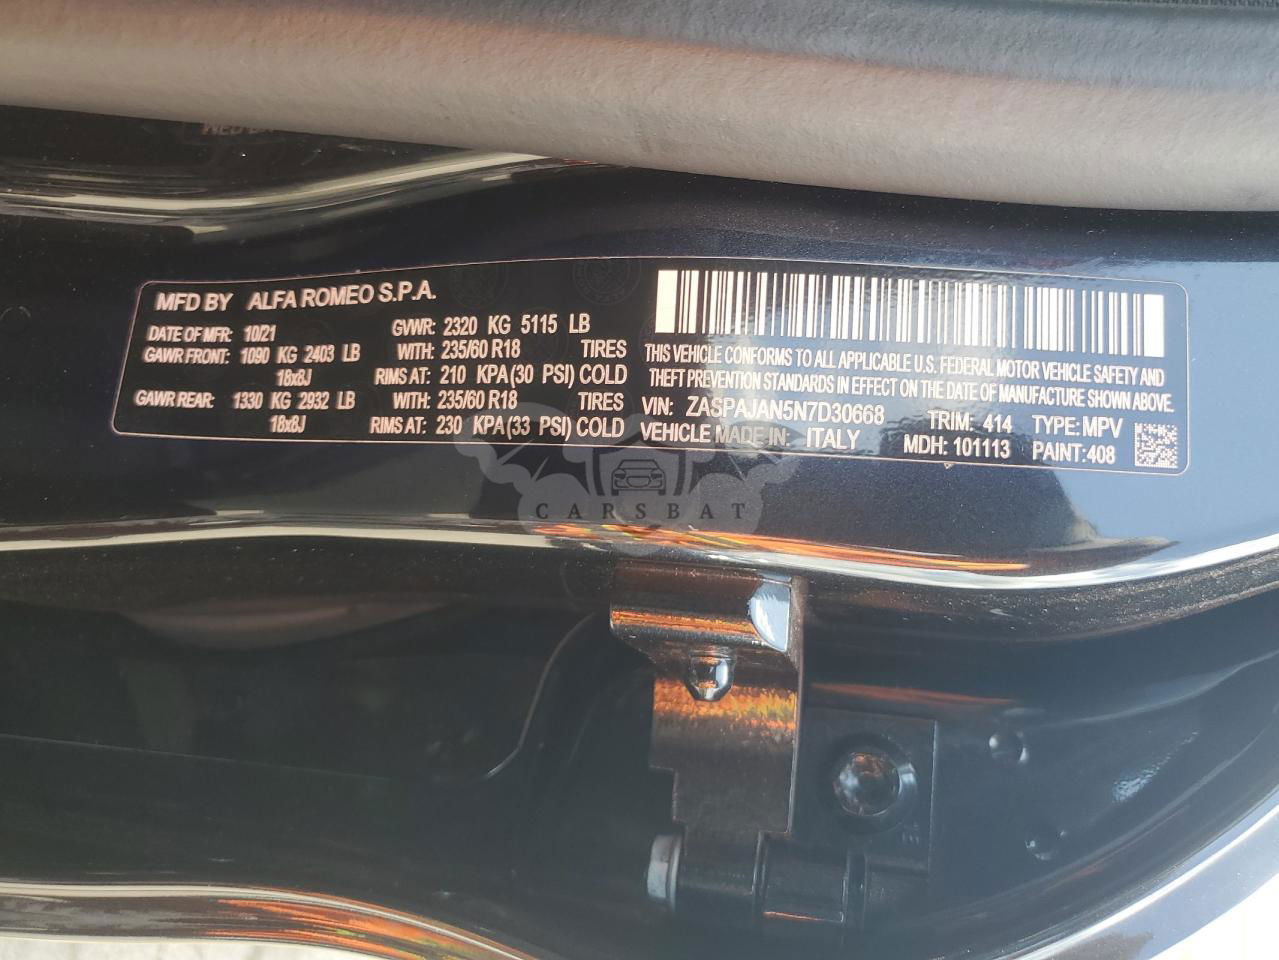 MFD BY ALFA ROMEO S.P.A.
DATE OF MFR: 10/21 GVWR: 2320 KG 5115 LB
GAWR FRONT: 1090 KG 2403 LB WITH: 235/60 R18 TIRES
18x8J RIMS AT: 210 KPA(30 PSI) COLD
GAWR REAR: 1330 KG 2932 LB WITH: 235/60 R18 TIRES
18x8J RIMS AT: 230 KPA(33 PSI) COLD
THIS VEHICLE CONFORMS TO ALL APPLICABLE U.S. FEDERAL MOTOR VEHICLE SAFETY AND
THEFT PREVENTION STANDARDS IN EFFECT ON THE DATE OF MANUFACTURE SHOWN ABOVE.
VIN: ZASPAJAN5N7D30668 TRIM: 414 TYPE: MPV
VEHICLE MADE IN: ITALY MDH: 101113 PAINT:408
CARSBAT